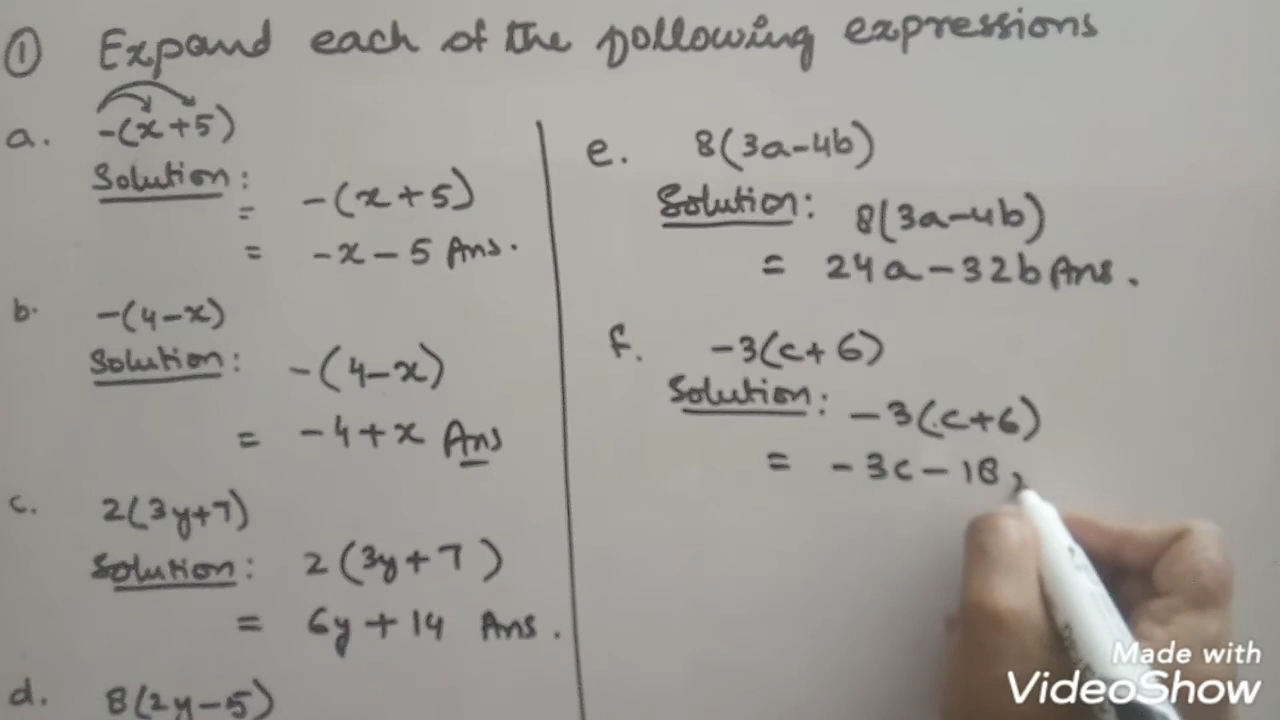 ① Expand each of the following expressions
a. -(x+5)
Solution:
= -(x+5)
= -x-5 Ans.
b. -(4-x)
Solution: -(4-x)
= -4+x Ans
c. 2(3y+7)
Solution: 2(3y+7)
= 6y+14 Ans.
d. 8(2y-5)
e. 8(3a-4b)
Solution: 8(3a-4b)
= 24a-32b Ans.
f. -3(c+6)
Solution: -3(c+6)
= -3c-18
Made with
VideoShow